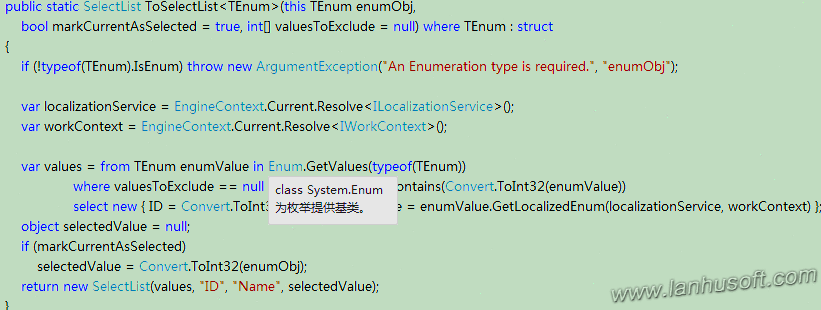 public static SelectList ToSelectList<TEnum>(this TEnum enumObj,
bool markCurrentAsSelected = true, int[] valuesToExclude = null) where TEnum : struct
{
if (!typeof(TEnum).IsEnum) throw new ArgumentException("An Enumeration type is required.", "enumObj");
var localizationService = EngineContext.Current.Resolve<ILocalizationService>();
var workContext = EngineContext.Current.Resolve<IWorkContext>();
var values = from TEnum enumValue in Enum.GetValues(typeof(TEnum))
where valuesToExclude == null ontains(Convert.ToInt32(enumValue))
class System.Enum
select new { ID = Convert.ToInt3 e = enumValue.GetLocalizedEnum(localizationService, workContext) };
为枚举提供基类。
object selectedValue = null;
if (markCurrentAsSelected)
selectedValue = Convert.ToInt32(enumObj);
return new SelectList(values, "ID", "Name", selectedValue);
}
www.lanhusoft.com